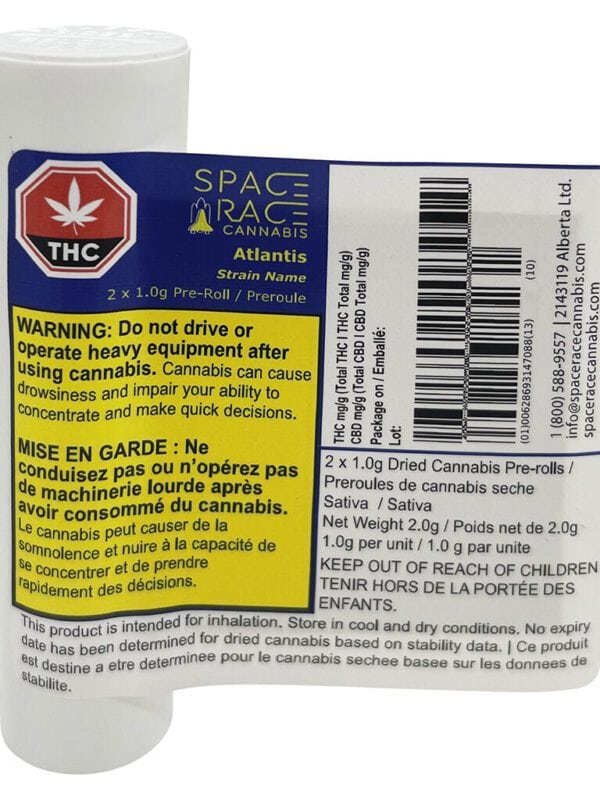 THC
SPACE
RACE
CANNABIS
Atlantis
Strain Name
2 x 1.0g Pre-Roll / Preroule
WARNING: Do not drive or
operate heavy equipment after
using cannabis. Cannabis can cause
drowsiness and impair your ability to
concentrate and make quick decisions.
MISE EN GARDE : Ne
conduisez pas ou n'opérez pas
de machinerie lourde après
avoir consommé du cannabis.
Le cannabis peut causer de la
somnolence et nuire à la capacité de
se concentrer et de prendre
rapidement des décisions.
THC mg/g (Total THC | THC Total mg/g)
CBD mg/g (Total CBD | CBD Total mg/g)
Package on / Emballé:
Lot:
(01)00628693147088(13)
(10)
1 (800) 588-9557 | 2143119 Alberta Ltd.
info@spaceracecannabis.com
spaceracecannabis.com
2 x 1.0g Dried Cannabis Pre-rolls /
Preroules de cannabis seche
Sativa / Sativa
Net Weight 2.0g / Poids net de 2.0g
1.0g per unit / 1.0 g par unite
KEEP OUT OF REACH OF CHILDREN
TENIR HORS DE LA PORTÉE DES
ENFANTS.
This product is intended for inhalation. Store in cool and dry conditions. No expiry
date has been determined for dried cannabis based on stability data. | Ce produit
est destine a etre determinee pour le cannabis sechee basee sur les donnees de
stabilite.